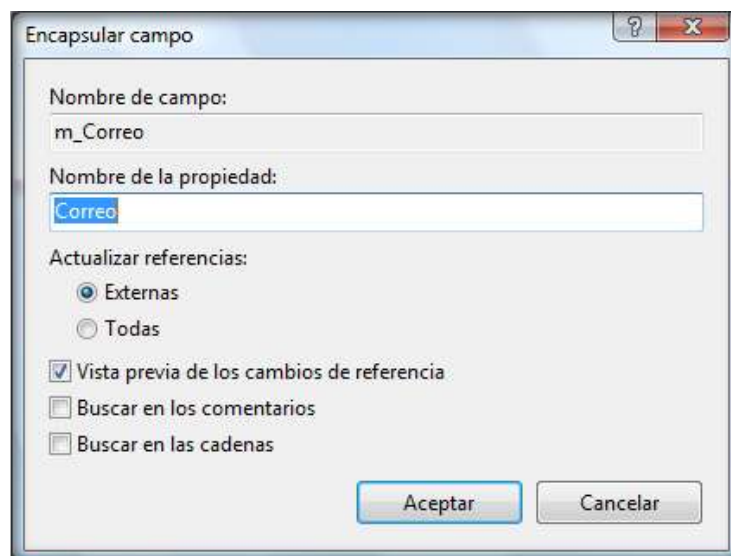 Encapsular campo
Nombre de campo:
m_Correo
Nombre de la propiedad:
Correo
Actualizar referencias:
Externas
Todas
Vista previa de los cambios de referencia
Buscar en los comentarios
Buscar en las cadenas
Aceptar Cancelar